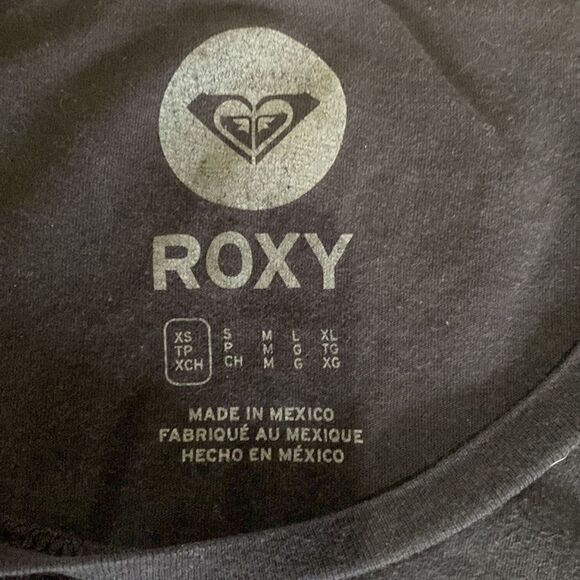 ROXY
XS S M L XL
TP P M G TG
XCH CH M G XG
MADE IN MEXICO
FABRIQUÉ AU MEXIQUE
HECHO EN MÉXICO